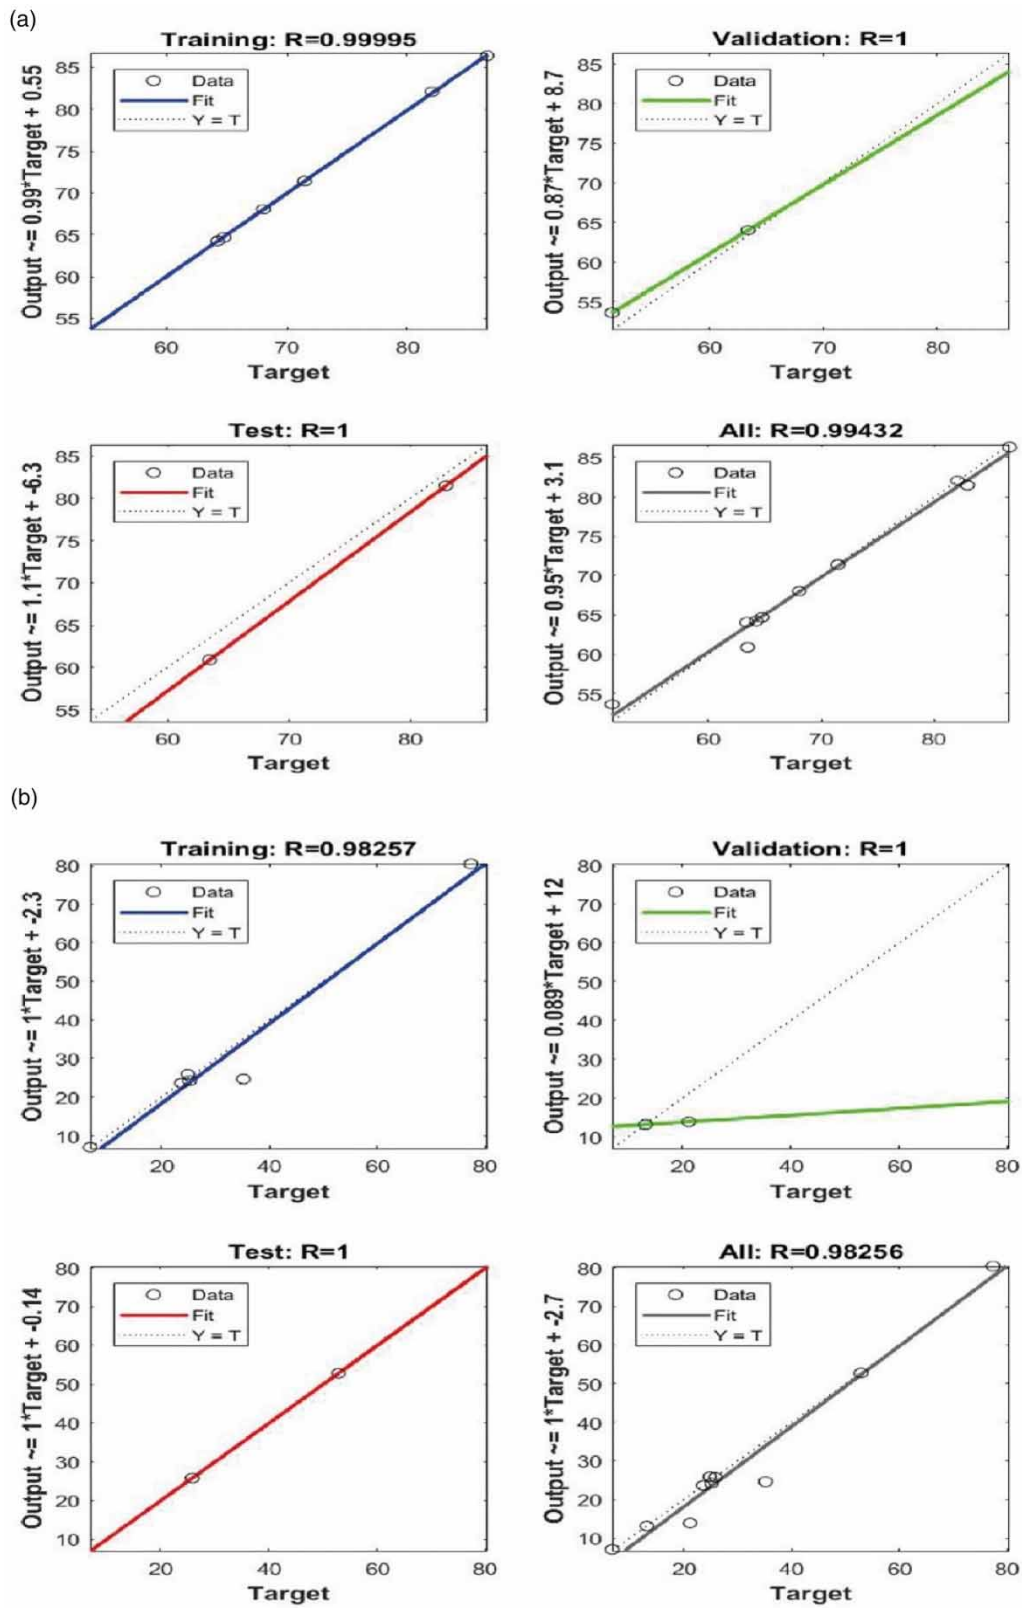 (a)
Training: R=0.99995
Output ~= 0.99*Target + 0.55
Data
Fit
Y = T
85
80
75
70
65
60
55
60 70 80
Target
Validation: R=1
Output ~= 0.87*Target + 8.7
Data
Fit
Y = T
85
80
75
70
65
60
55
60 70 80
Target
Test: R=1
Output ~= 1.1*Target + -6.3
Data
Fit
Y = T
85
80
75
70
65
60
55
60 70 80
Target
All: R=0.99432
Output ~= 0.95*Target + 3.1
Data
Fit
Y = T
85
80
75
70
65
60
55
60 70 80
Target
(b)
Training: R=0.98257
Output ~= 1*Target + -2.3
Data
Fit
Y = T
80
70
60
50
40
30
20
10
20 40 60 80
Target
Validation: R=1
Output ~= 0.089*Target + 12
Data
Fit
Y = T
80
70
60
50
40
30
20
10
20 40 60 80
Target
Test: R=1
Output ~= 1*Target + -0.14
Data
Fit
Y = T
80
70
60
50
40
30
20
10
20 40 60 80
Target
All: R=0.98256
Output ~= 1*Target + -2.7
Data
Fit
Y = T
80
70
60
50
40
30
20
10
20 40 60 80
Target